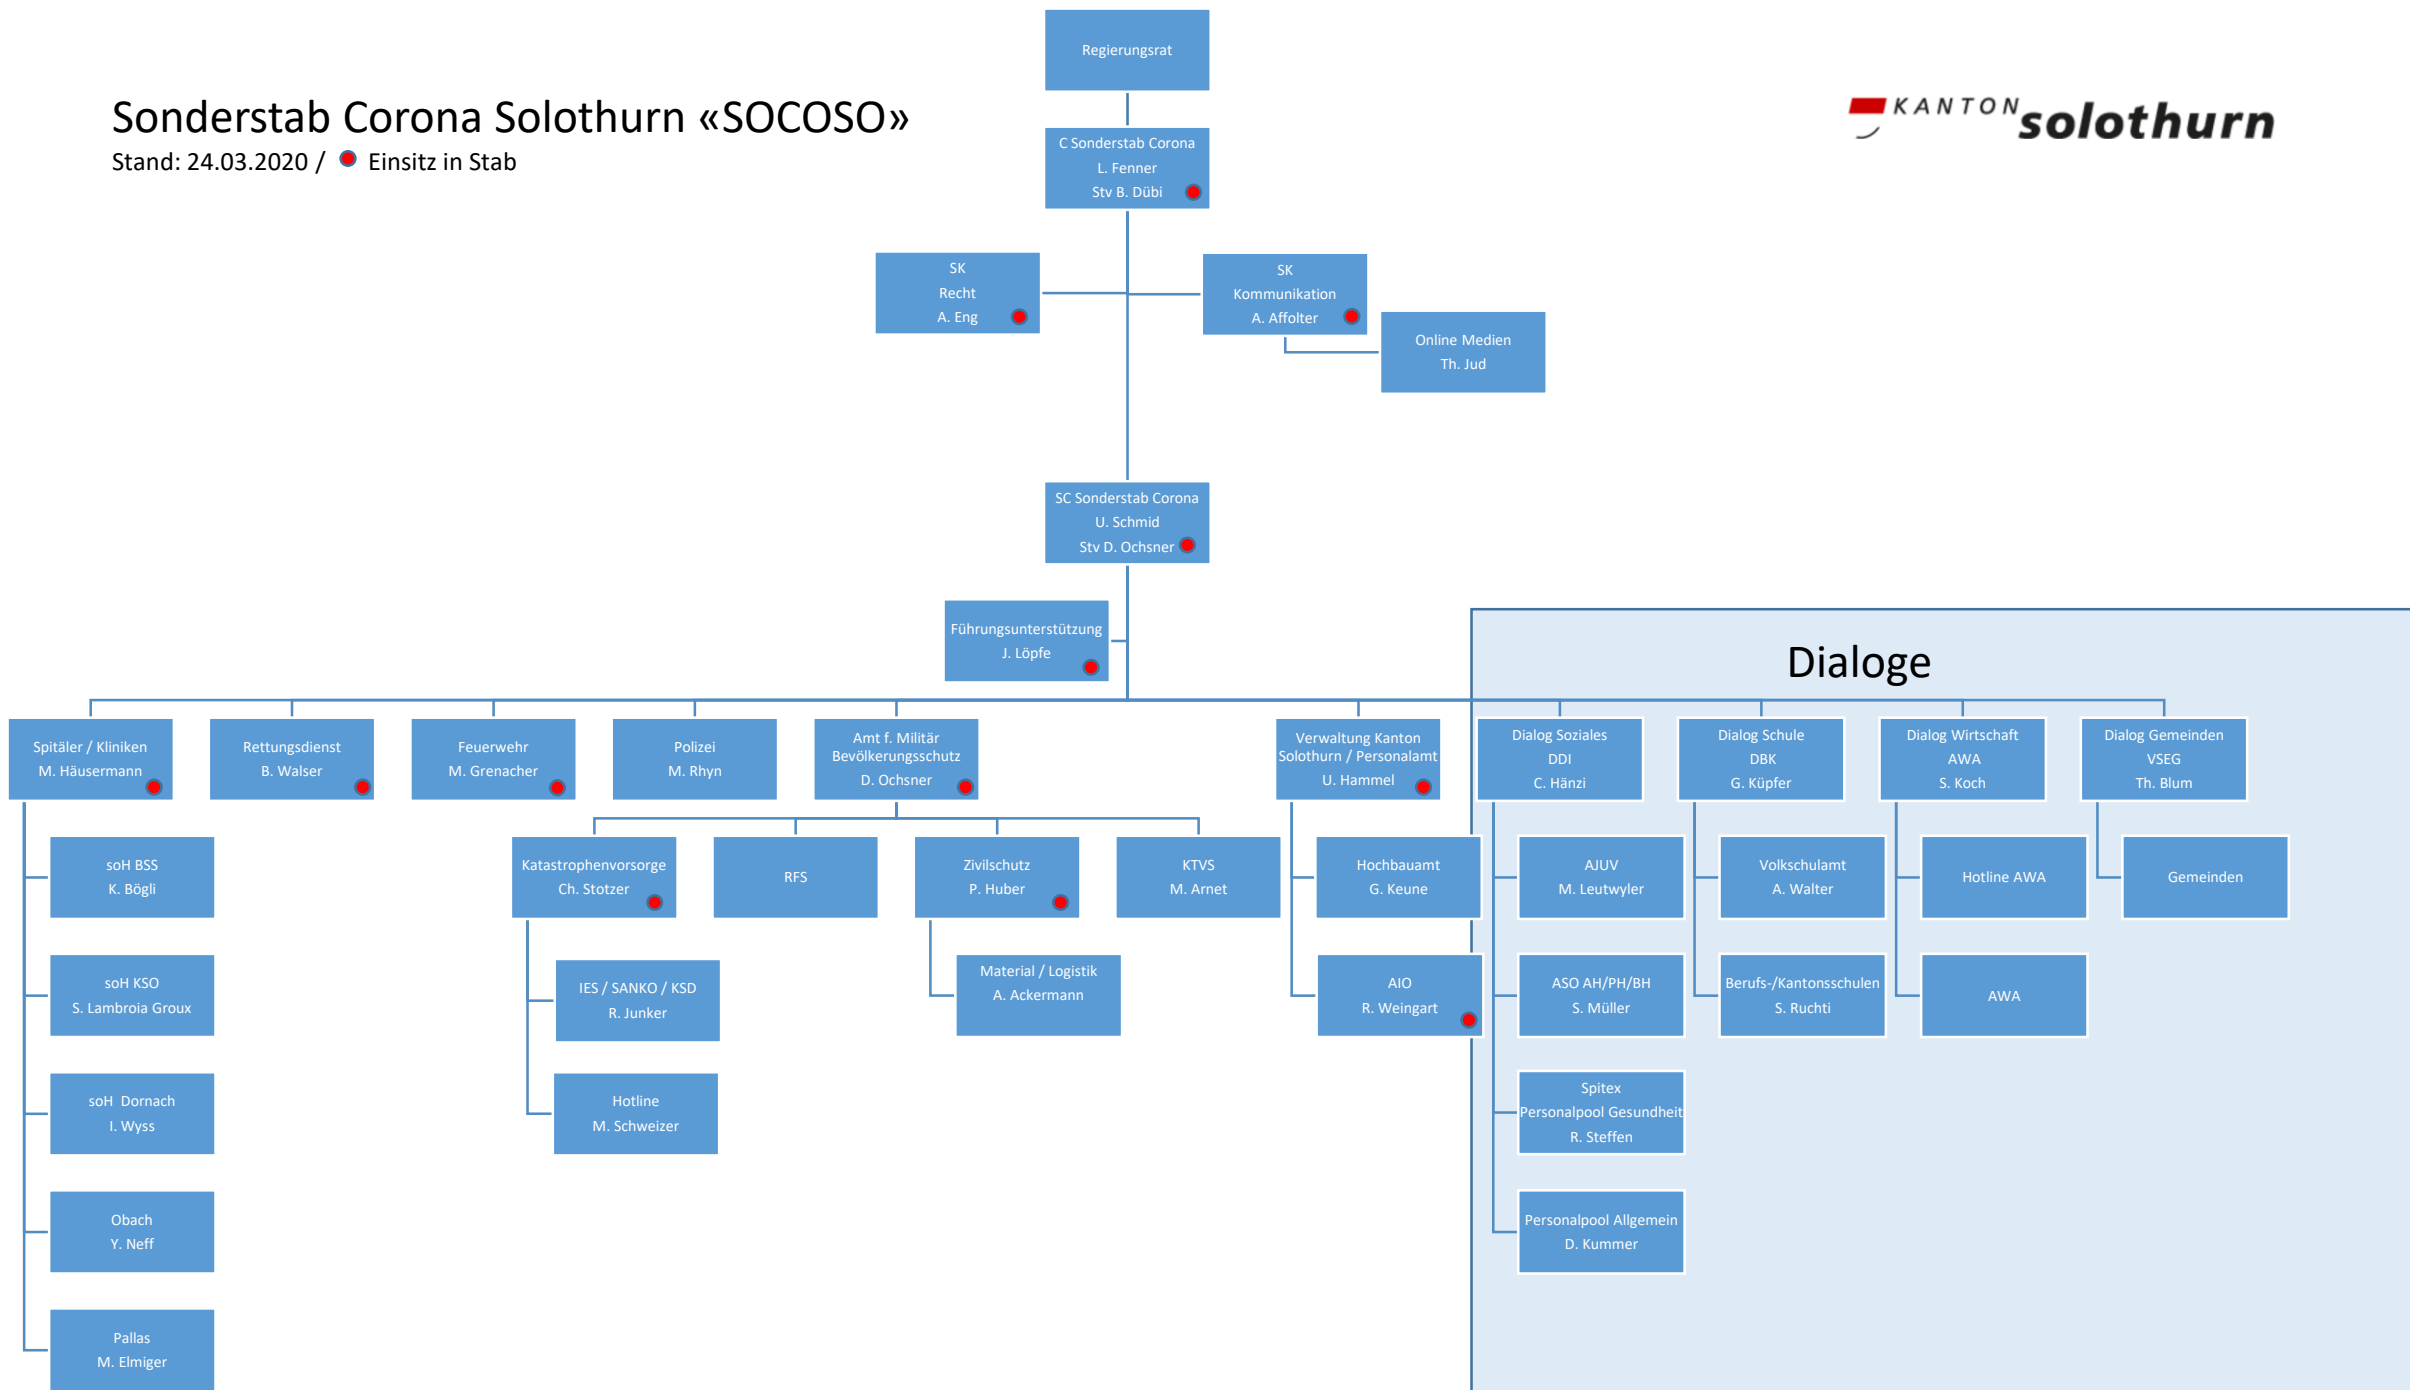 Regierungsrat
Sonderstab Corona Solothurn «SOCOSO»
Stand: 24.03.2020 / Einsitz in Stab
KANTON solothurn
C Sonderstab Corona
L. Fenner
Stv B. Dübi
SK
Recht
A. Eng
SK
Kommunikation
A. Affolter
Online Medien
Th. Jud
SC Sonderstab Corona
U. Schmid
Stv D. Ochsner
Führungsunterstützung
J. Löpfe
Dialoge
Spitäler / Kliniken
M. Häusermann
Rettungsdienst
B. Walser
Feuerwehr
M. Grenacher
Polizei
M. Rhyn
Amt f. Militär
Bevölkerungsschutz
D. Ochsner
Verwaltung Kanton
Solothurn / Personalamt
U. Hammel
Dialog Soziales
DDI
C. Hänzi
Dialog Schule
DBK
G. Küpfer
Dialog Wirtschaft
AWA
S. Koch
Dialog Gemeinden
VSEG
Th. Blum
soH BSS
K. Bögli
Katastrophenvorsorge
Ch. Stotzer
RFS
Zivilschutz
P. Huber
KTVS
M. Arnet
Hochbauamt
G. Keune
AJUV
M. Leutwyler
Volkschulamt
A. Walter
Hotline AWA
Gemeinden
soH KSO
S. Lambroia Groux
IES / SANKO / KSD
R. Junker
Material / Logistik
A. Ackermann
AIO
R. Weingart
ASO AH/PH/BH
S. Müller
Berufs-/Kantonsschulen
S. Ruchti
AWA
soH Dornach
I. Wyss
Hotline
M. Schweizer
Spitex
Personalpool Gesundheit
R. Steffen
Obach
Y. Neff
Personalpool Allgemein
D. Kummer
Pallas
M. Elmiger